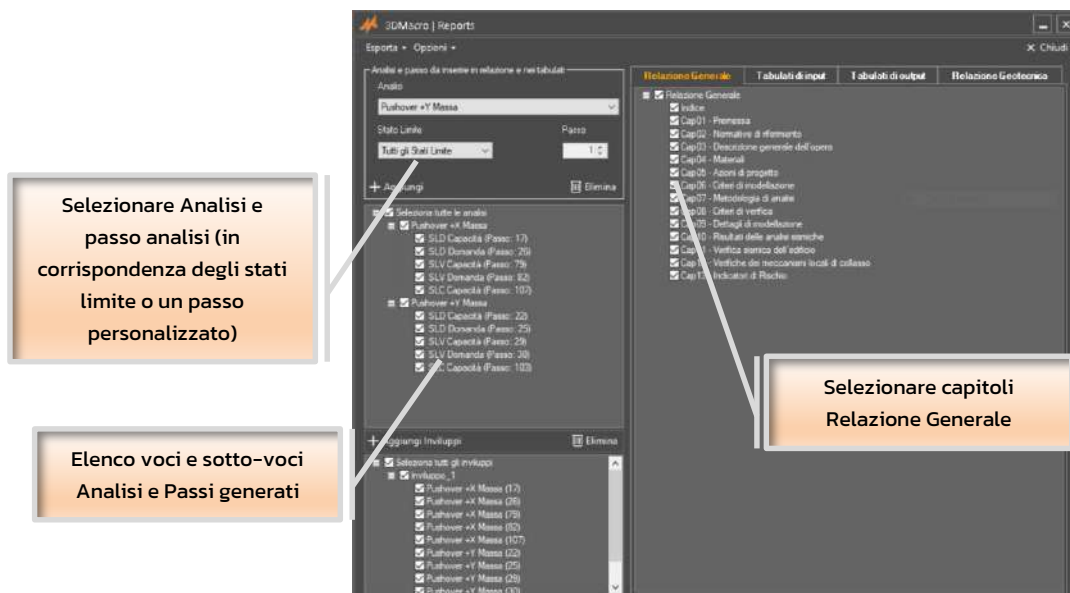 3DMacro | Reports
Esporta Opzioni
Chiudi
Analisi e passo da inserire in relazione e nei tabulati
Analisi
Pushover +Y Massa
Stato Limite Passo
Tutti gli Stati Limite 1
Aggiungi Elimina
Seleziona tutte le analisi
Pushover +X Massa
SLD Capacità (Passo: 17)
SLD Domanda (Passo: 26)
SLV Capacità (Passo: 79)
SLV Domanda (Passo: 82)
SLC Capacità (Passo: 107)
Pushover +Y Massa
SLD Capacità (Passo: 22)
SLD Domanda (Passo: 25)
SLV Capacità (Passo: 29)
SLV Domanda (Passo: 30)
SLC Capacità (Passo: 103)
Aggiungi Inviluppi Elimina
Seleziona tutti gli inviluppi
Inviluppo_1
Pushover +X Massa (17)
Pushover +X Massa (26)
Pushover +X Massa (79)
Pushover +X Massa (82)
Pushover +X Massa (107)
Pushover +Y Massa (22)
Pushover +Y Massa (25)
Pushover +Y Massa (29)
Pushover +Y Massa (30)
Relazione Generale Tabulati di input Tabulati di output Relazione Geotecnica
Relazione Generale
Indice
Cap01 - Premessa
Cap02 - Normative di riferimento
Cap03 - Descrizione generale dell'opera
Cap04 - Materiali
Cap05 - Azioni di progetto
Cap06 - Criteri di modellazione
Cap07 - Metodologia di analisi
Cap08 - Criteri di verifica
Cap09 - Dettagli di modellazione
Cap10 - Risultati delle analisi sismiche
Cap11 - Verifica sismica dell'edificio
Cap12 - Verifiche dei meccanismi locali di collasso
Cap13 - Indicatori di Rischio
Selezionare Analisi e
passo analisi (in
corrispondenza degli stati
limite o un passo
personalizzato)
Elenco voci e sotto-voci
Analisi e Passi generati
Selezionare capitoli
Relazione Generale